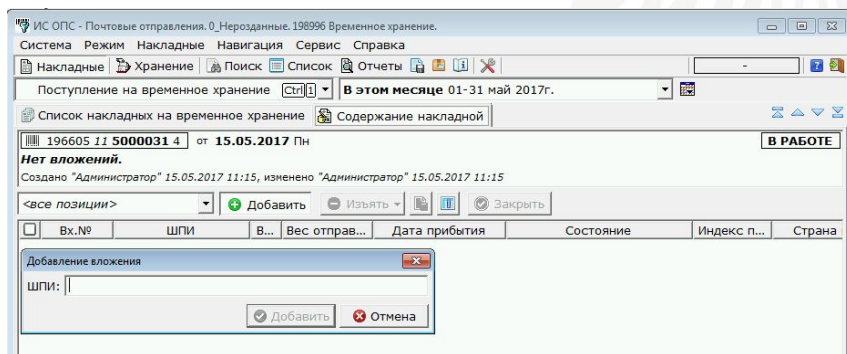 ИС ОПС - Почтовые отправления. 0_Нерозданные. 198996 Временное хранение.
Система Режим Накладные Навигация Сервис Справка
Накладные Хранение Поиск Список Отчеты -
Поступление на временное хранение Ctrl 1 В этом месяце 01-31 май 2017г.
Список накладных на временное хранение Содержание накладной
196605 11 5000031 4 от 15.05.2017 Пн В РАБОТЕ
Нет вложений.
Создано "Администратор" 15.05.2017 11:15, изменено "Администратор" 15.05.2017 11:15
<все позиции> Добавить Изъять Закрыть
Вх.№ ШПИ В... Вес отправ... Дата прибытия Состояние Индекс п... Страна
Добавление вложения
ШПИ:
Добавить Отмена